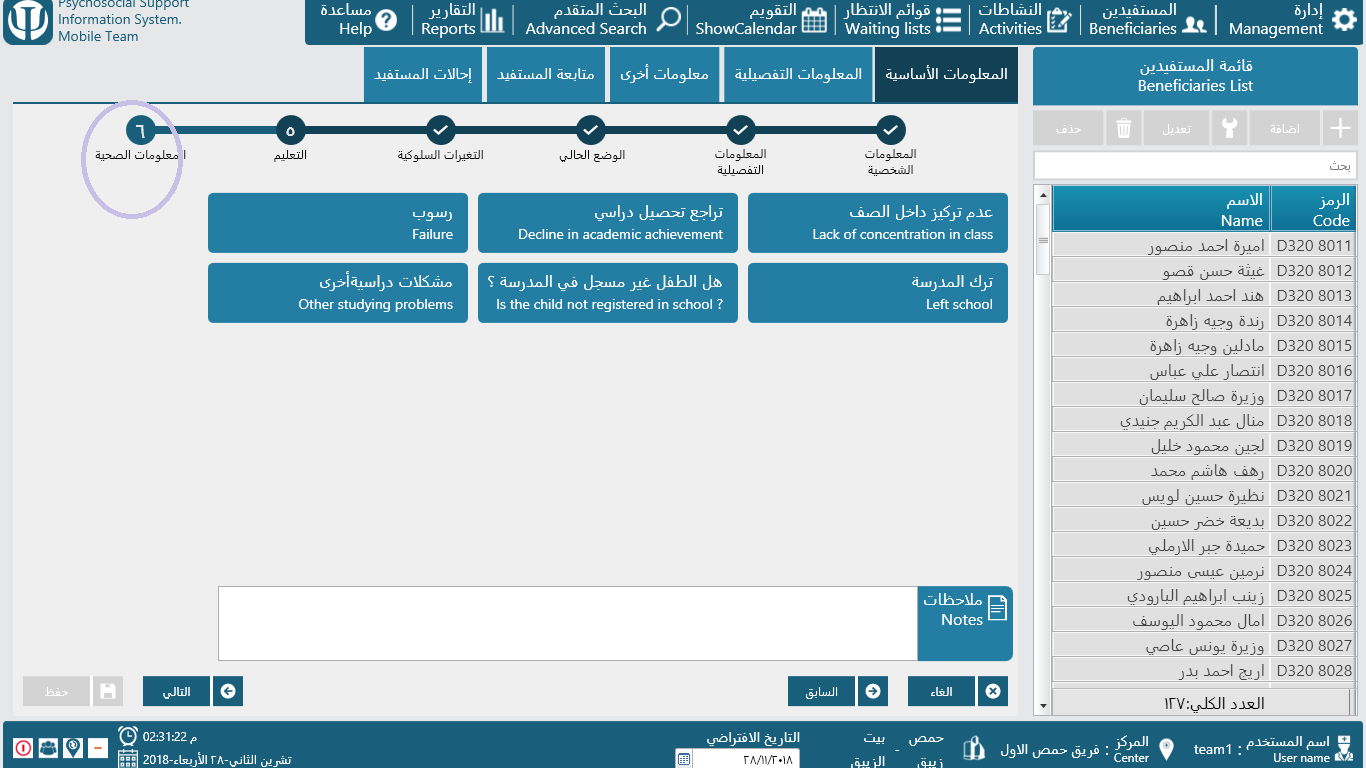 Psychosocial Support
Information System.
Mobile Team
إدارة
Management
المستفيدين
Beneficiaries
النشاطات
Activities
قوائم الانتظار
Waiting lists
التقويم
ShowCalendar
البحث المتقدم
Advanced Search
التقارير
Reports
مساعدة
Help
قائمة المستفيدين
Beneficiaries List
اضافة
تعديل
حذف
بحث
الرمز الاسم
Code Name
D320 8011 اميرة احمد منصور
D320 8012 غيثة حسن قصو
D320 8013 هند احمد ابراهيم
D320 8014 رندة وجيه زاهرة
D320 8015 مادلين وجيه زاهرة
D320 8016 انتصار علي عباس
D320 8017 وزيرة صالح سليمان
D320 8018 منال عبد الكريم جنيدي
D320 8019 لجين محمود خليل
D320 8020 رهف هاشم محمد
D320 8021 نظيرة حسين لويس
D320 8022 بديعة خضر حسين
D320 8023 حميدة جبر الارملي
D320 8024 نرمين عيسى منصور
D320 8025 زينب ابراهيم البارودي
D320 8026 امال محمود اليوسف
D320 8027 وزيرة يونس عاصي
D320 8028 اريج احمد بدر
العدد الكلي:١٢٧
المعلومات الأساسية
المعلومات التفصيلية
معلومات أخرى
متابعة المستفيد
إحالات المستفيد
المعلومات
الشخصية
المعلومات
التفصيلية
الوضع الحالي
التغيرات السلوكية
٥
التعليم
٦
المعلومات الصحية
عدم تركيز داخل الصف
Lack of concentration in class
تراجع تحصيل دراسي
Decline in academic achievement
رسوب
Failure
ترك المدرسة
Left school
هل الطفل غير مسجل في المدرسة ؟
Is the child not registered in school ?
مشكلات دراسيةأخرى
Other studying problems
ملاحظات
Notes
الغاء
السابق
التالي
حفظ
اسم المستخدم : team1
User name
المركز : فريق حمص الاول
Center
حمص - بيت
زيبق الزيبق
التاريخ الافتراضي
٢٨/١١/٢٠١٨
02:31:22 م
تشرين الثاني-٢٨ الأربعاء-2018